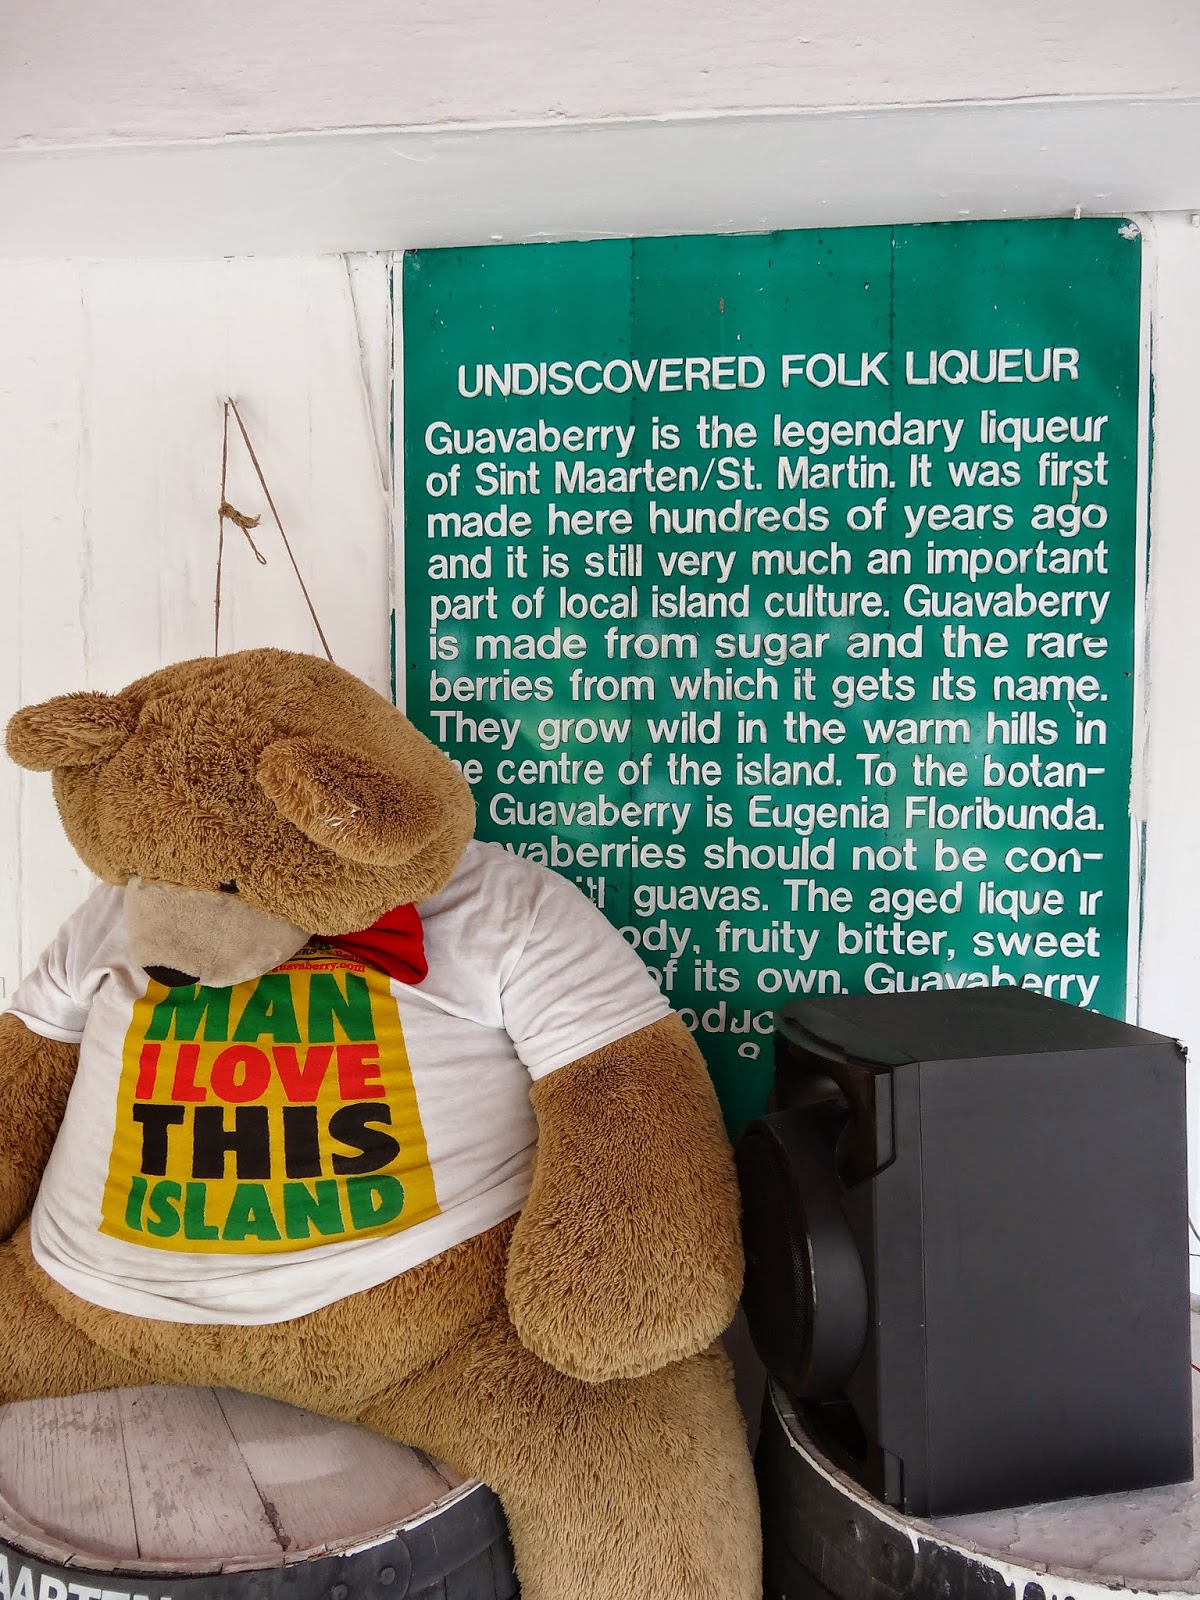 UNDISCOVERED FOLK LIQUEUR
Guavaberry is the legendary liqueur
of Sint Maarten/St. Martin. It was first
made here hundreds of years ago
and it is still very much an important
part of local island culture. Guavaberry
is made from sugar and the rare
berries from which it gets its name.
They grow wild in the warm hills in
centre of the island. To the botan-
Guavaberry is Eugenia Floribunda.
should not be con-
guavas. The aged
fruity bitter, sweet
of its own. Guavaberry
guavaberry.com
MAN
I LOVE
THIS
ISLAND